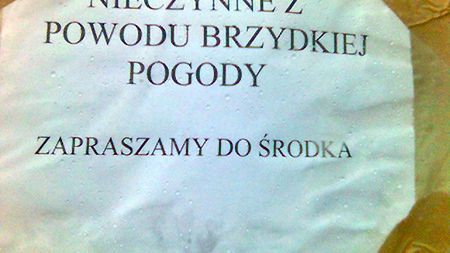 NIECZYNNE Z
POWODU BRZYDKIEJ
POGODY
ZAPRASZAMY DO ŚRODKA